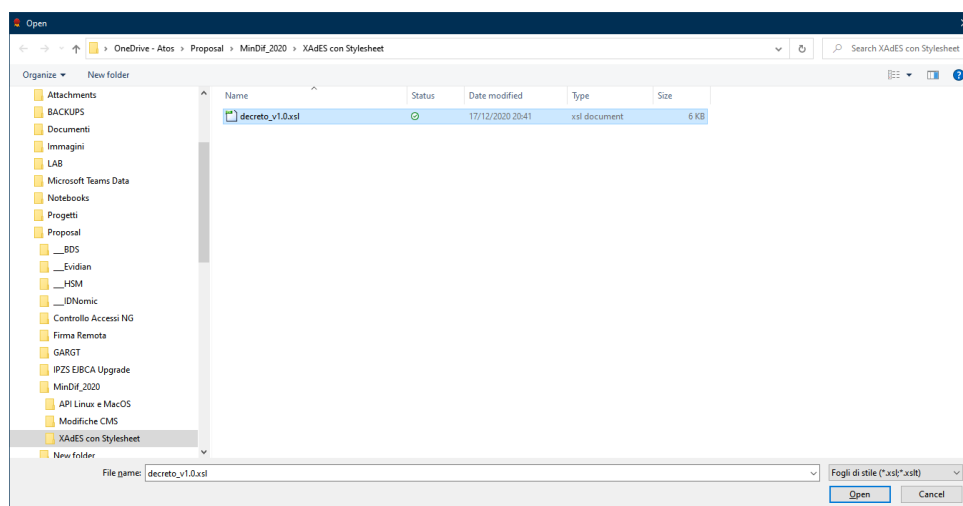 Open
OneDrive - Atos › Proposal › MinDif_2020 › XAdES con Stylesheet
Search XAdES con Stylesheet
Organize
New folder
Name
Status
Date modified
Type
Size
decreto_v1.0.xsl
17/12/2020 20:41
xsl document
6 KB
Attachments
BACKUPS
Documenti
Immagini
LAB
Microsoft Teams Data
Notebooks
Progetti
Proposal
__BDS
__Evidian
__HSM
__IDNomic
Controllo Accessi NG
Firma Remota
GARGT
IPZS EJBCA Upgrade
MinDif_2020
API Linux e MacOS
Modifiche CMS
XAdES con Stylesheet
New folder
File name: decreto_v1.0.xsl
Fogli di stile (*.xsl;*.xslt)
Open
Cancel